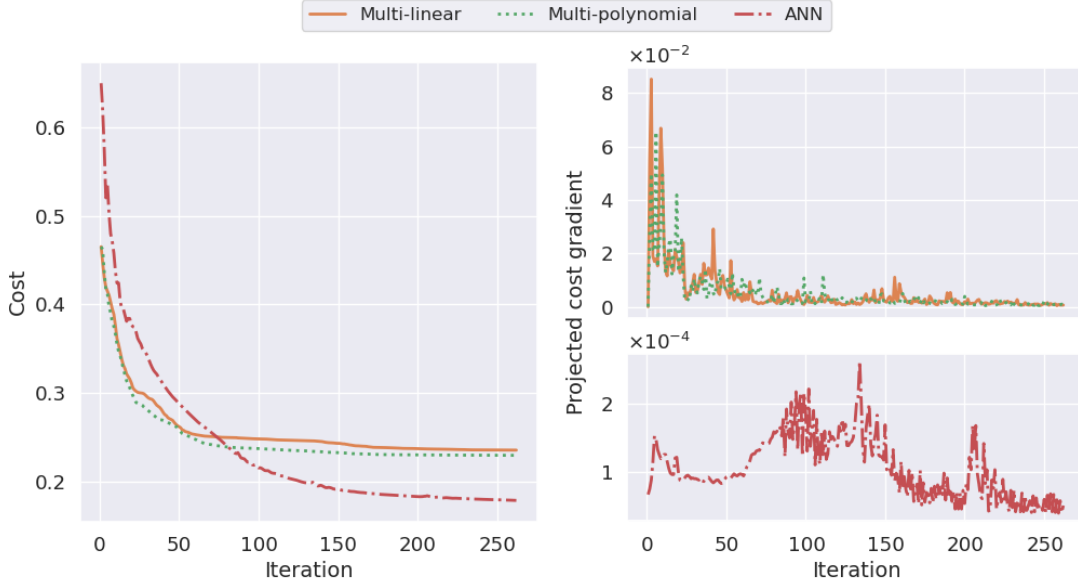 Multi-linear Multi-polynomial ANN
Cost
0.6
0.5
0.4
0.3
0.2
0 50 100 150 200 250
Iteration
Projected cost gradient
×10⁻²
8
6
4
2
0
×10⁻⁴
2
1
0 50 100 150 200 250
Iteration